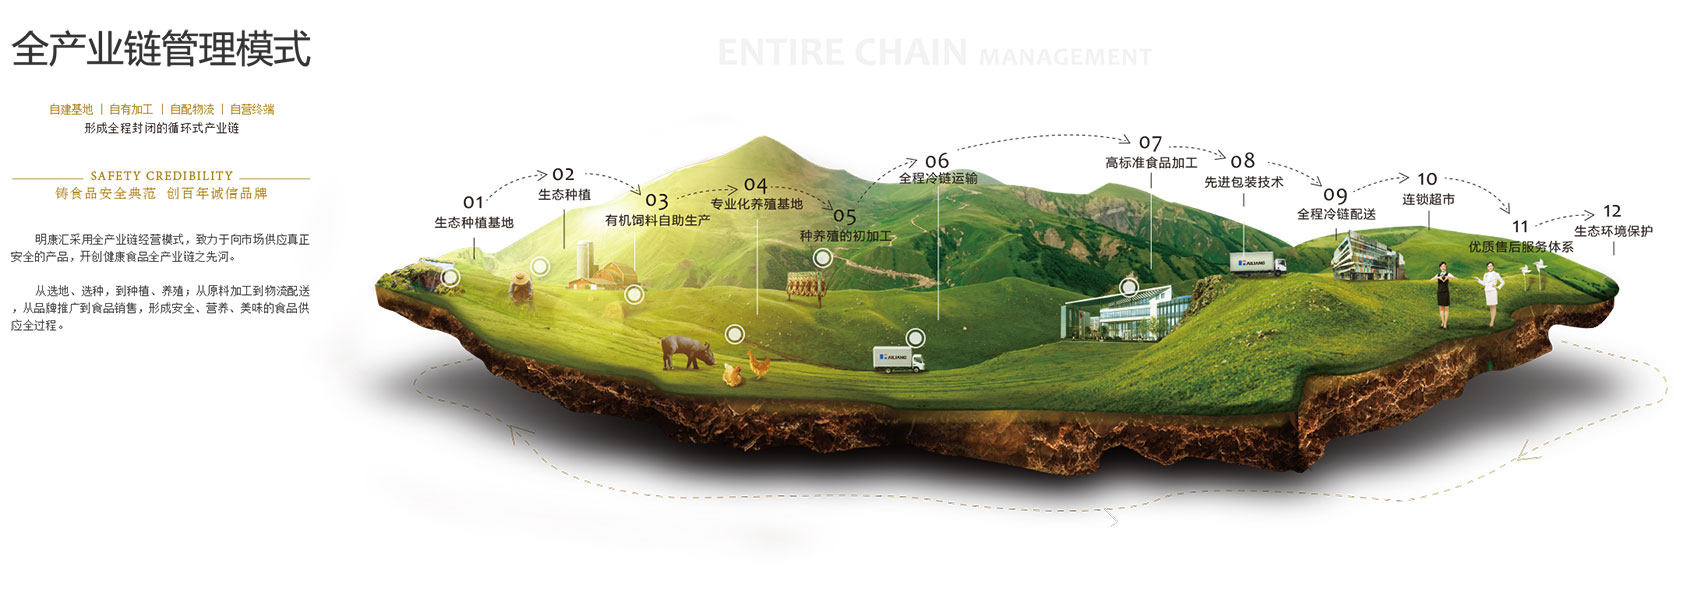 全产业链管理模式
ENTIRE CHAIN MANAGEMENT
自建基地 | 自有加工 | 自配物流 | 自营终端
形成全程封闭的循环式产业链
SAFETY CREDIBILITY
铸食品安全典范 创百年诚信品牌
明康汇采用全产业链经营模式，致力于向市场供应真正
安全的产品，开创健康食品全产业链之先河。
从选地、选种，到种植、养殖；从原料加工到物流配送
，从品牌推广到食品销售，形成安全、营养、美味的食品供
应全过程。
01
生态种植基地
02
生态种植
03
有机饲料自助生产
04
专业化养殖基地
05
种养殖的初加工
06
全程冷链运输
07
高标准食品加工
08
先进包装技术
09
全程冷链配送
10
连锁超市
11
优质售后服务体系
12
生态环境保护
HAILIANG
HAILIANG